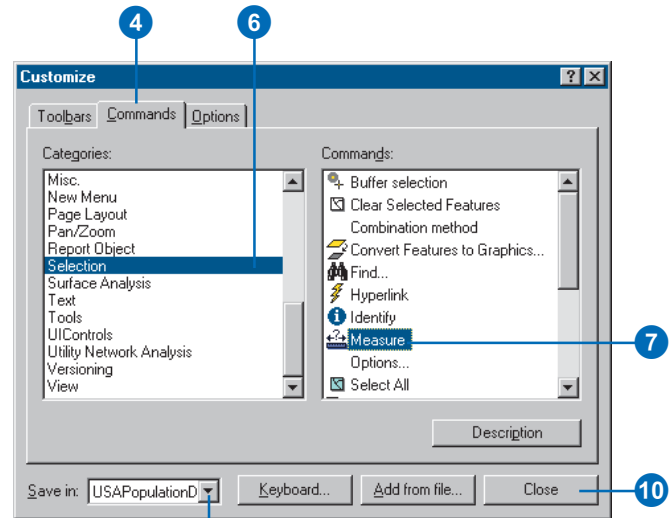 4
6
Customize
Toolbars
Commands
Options
Categories:
Misc.
New Menu
Page Layout
Pan/Zoom
Report Object
Selection
Surface Analysis
Text
Tools
UIControls
Utility Network Analysis
Versioning
View
Commands:
Buffer selection
Clear Selected Features
Combination method
Convert Features to Graphics...
Find...
Hyperlink
Identify
Measure
Options...
Select All
7
Description
Save in:
USAPopulationD
Keyboard...
Add from file...
Close
10